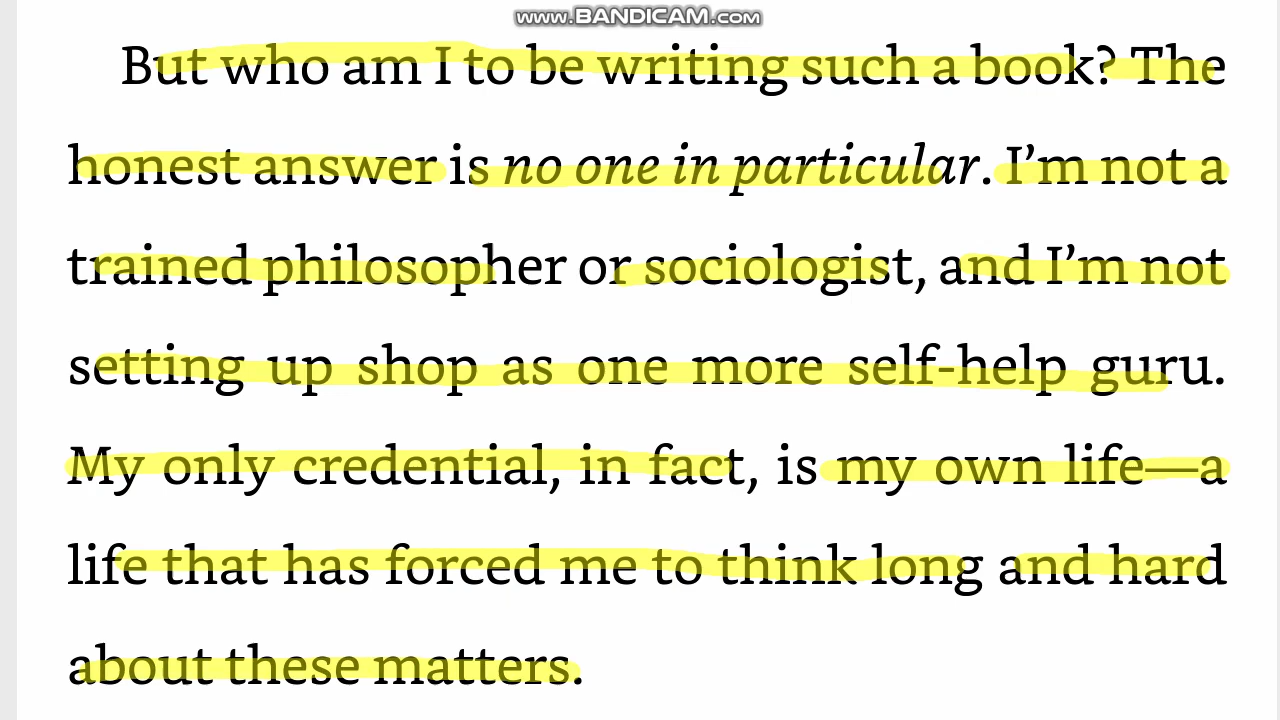 www.BANDICAM.com
But who am I to be writing such a book? The
honest answer is no one in particular. I’m not a
trained philosopher or sociologist, and I’m not
setting up shop as one more self-help guru.
My only credential, in fact, is my own life—a
life that has forced me to think long and hard
about these matters.